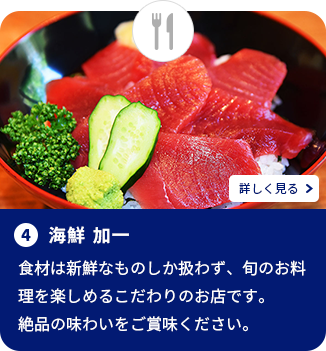 詳しく見る
4 海鮮 加一
食材は新鮮なものしか扱わず、旬のお料
理を楽しめるこだわりのお店です。
絶品の味わいをご賞味ください。